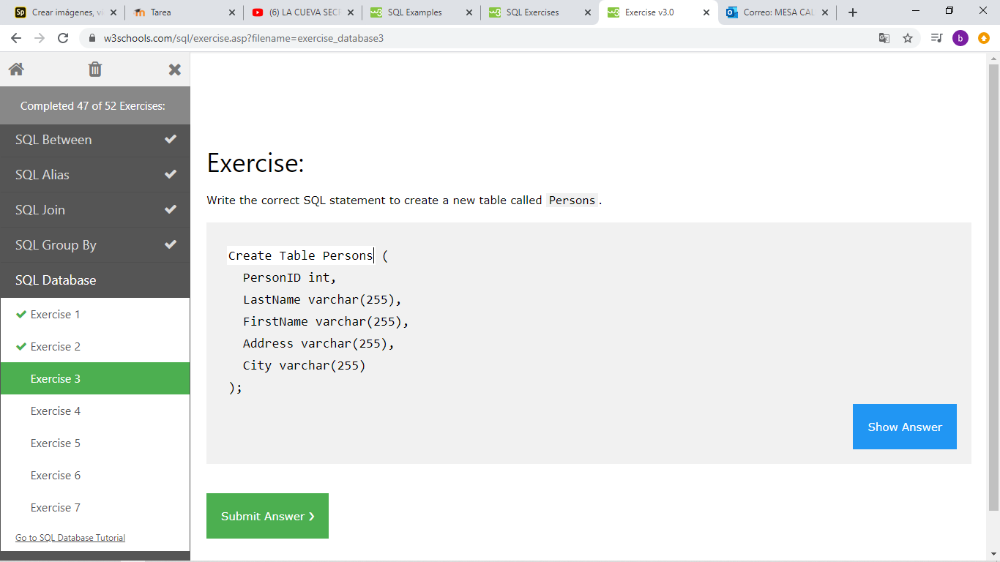 Crear imágenes, ví
Tarea
(6) LA CUEVA SECR
SQL Examples
SQL Exercises
Exercise v3.0
Correo: MESA CAL
w3schools.com/sql/exercise.asp?filename=exercise_database3
b
Completed 47 of 52 Exercises:
SQL Between
SQL Alias
SQL Join
SQL Group By
SQL Database
Exercise 1
Exercise 2
Exercise 3
Exercise 4
Exercise 5
Exercise 6
Exercise 7
Go to SQL Database Tutorial
Exercise:
Write the correct SQL statement to create a new table called Persons.
Create Table Persons (
PersonID int,
LastName varchar(255),
FirstName varchar(255),
Address varchar(255),
City varchar(255)
);
Show Answer
Submit Answer ❯